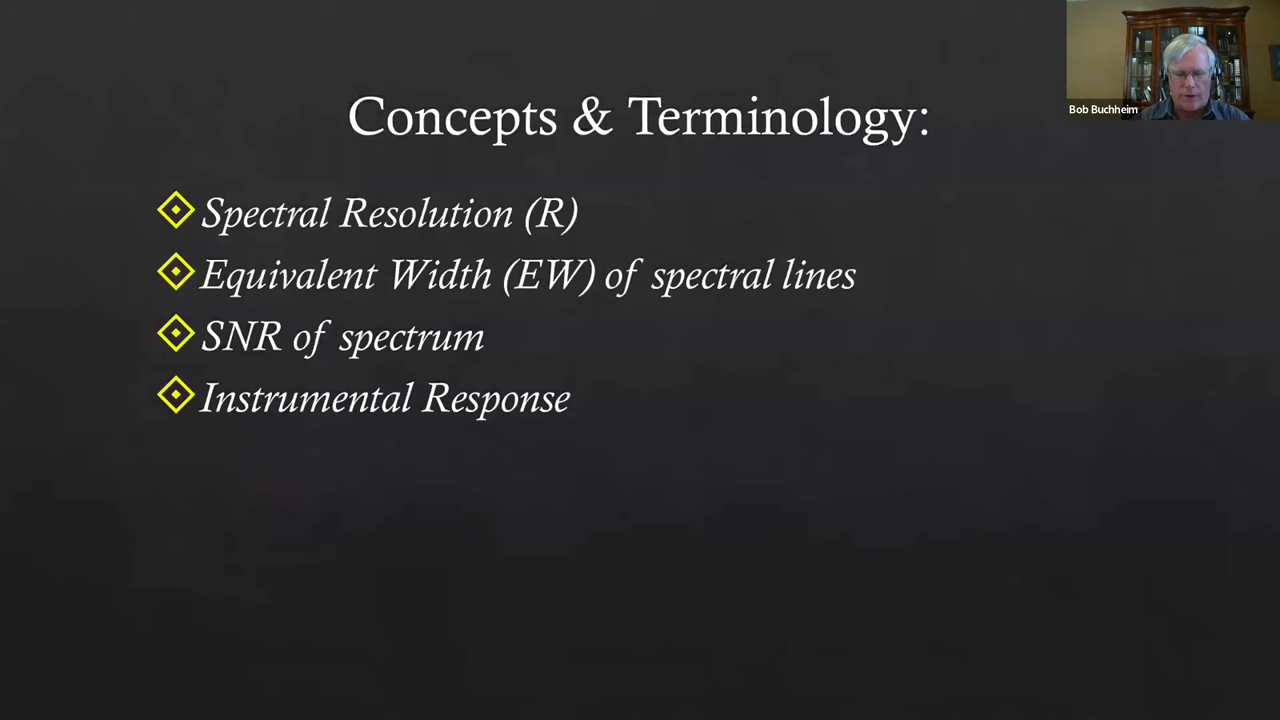 Concepts & Terminology:
Bob Buchheim
Spectral Resolution (R)
Equivalent Width (EW) of spectral lines
SNR of spectrum
Instrumental Response